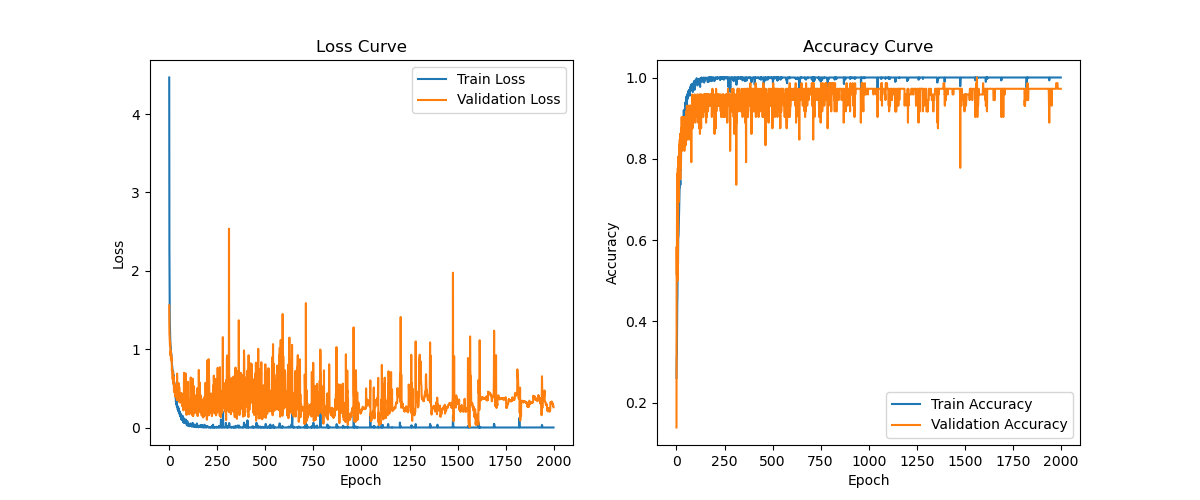 Loss Curve
Train Loss
Validation Loss
Loss
4
3
2
1
0
0 250 500 750 1000 1250 1500 1750 2000
Epoch
Accuracy Curve
Accuracy
1.0
0.8
0.6
0.4
0.2
Train Accuracy
Validation Accuracy
0 250 500 750 1000 1250 1500 1750 2000
Epoch